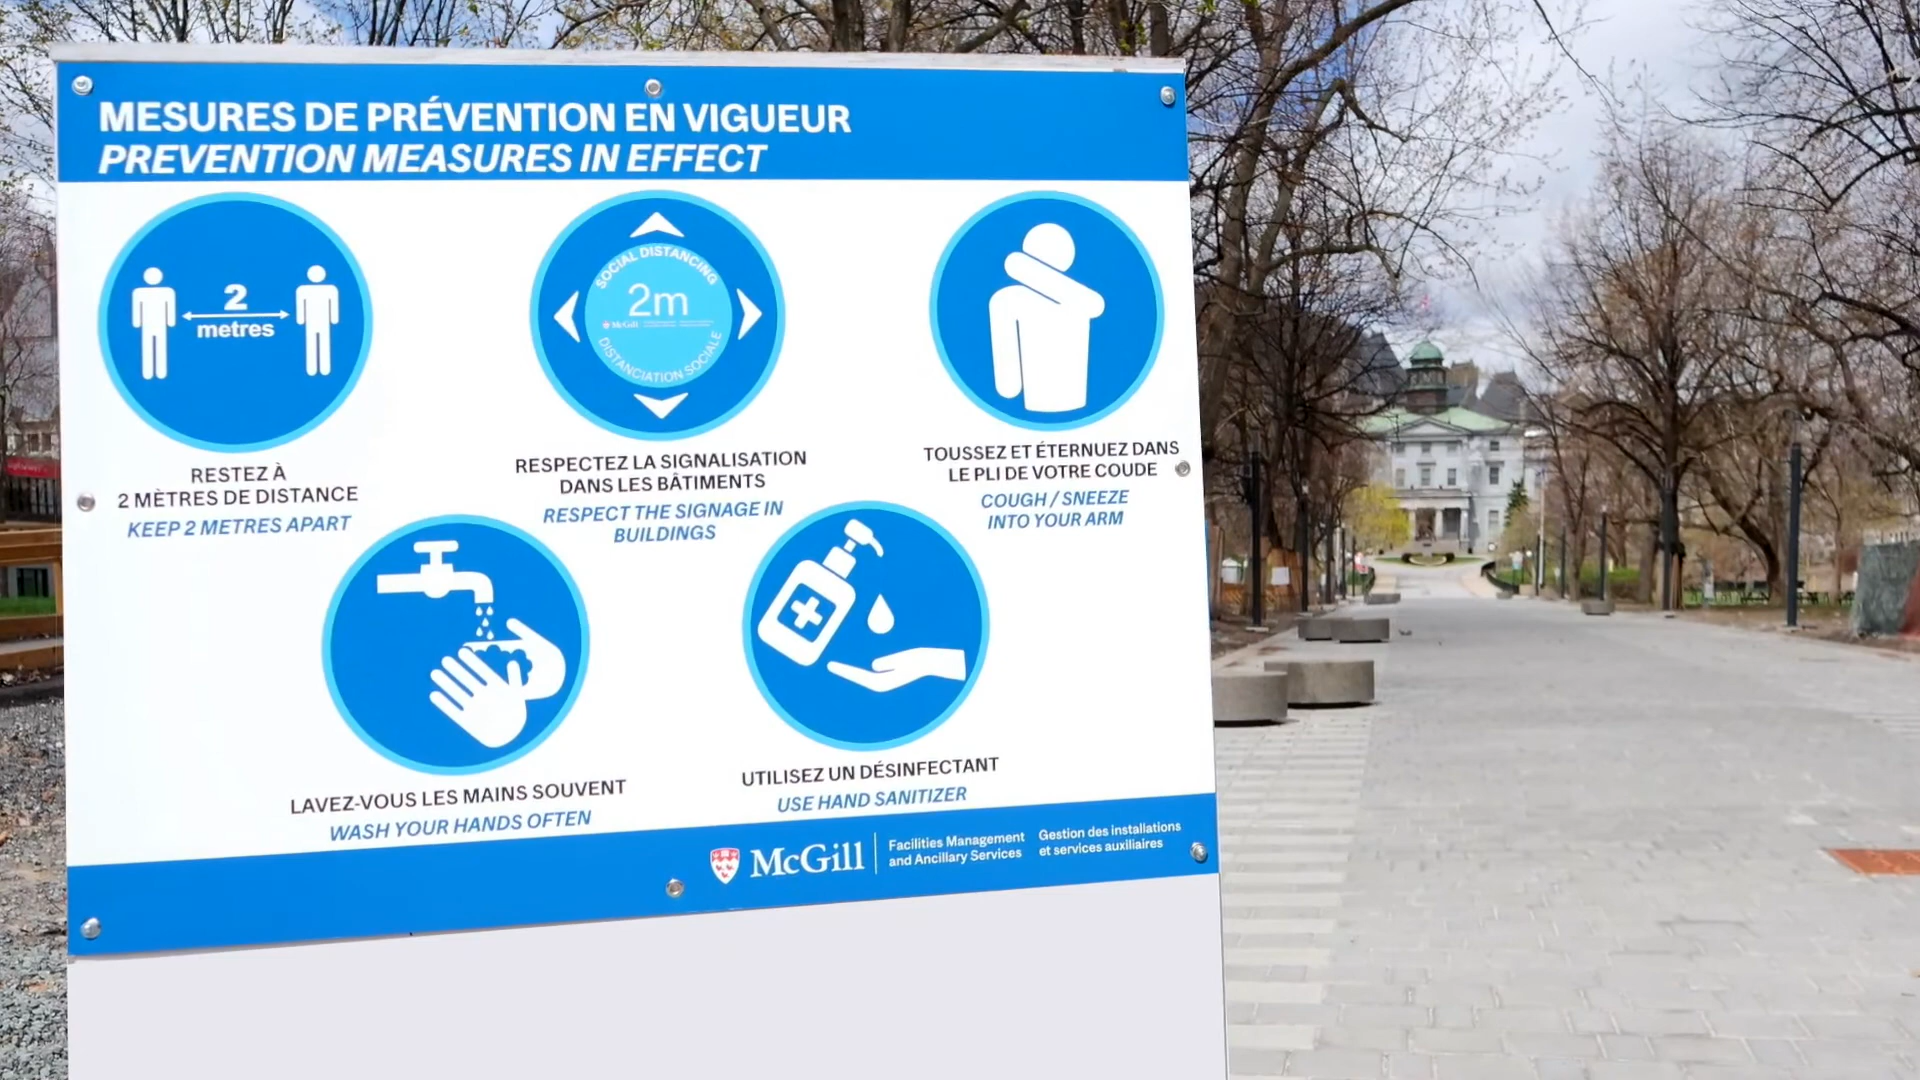 MESURES DE PRÉVENTION EN VIGUEUR
PREVENTION MEASURES IN EFFECT
2
metres
RESTEZ À
2 MÈTRES DE DISTANCE
KEEP 2 METRES APART
SOCIAL DISTANCING
2m
McGill
DISTANCIATION SOCIALE
RESPECTEZ LA SIGNALISATION
DANS LES BÂTIMENTS
RESPECT THE SIGNAGE IN
BUILDINGS
TOUSSEZ ET ÉTERNUEZ DANS
LE PLI DE VOTRE COUDE
COUGH / SNEEZE
INTO YOUR ARM
LAVEZ-VOUS LES MAINS SOUVENT
WASH YOUR HANDS OFTEN
UTILISEZ UN DÉSINFECTANT
USE HAND SANITIZER
McGill
Facilities Management
and Ancillary Services
Gestion des installations
et services auxiliaires